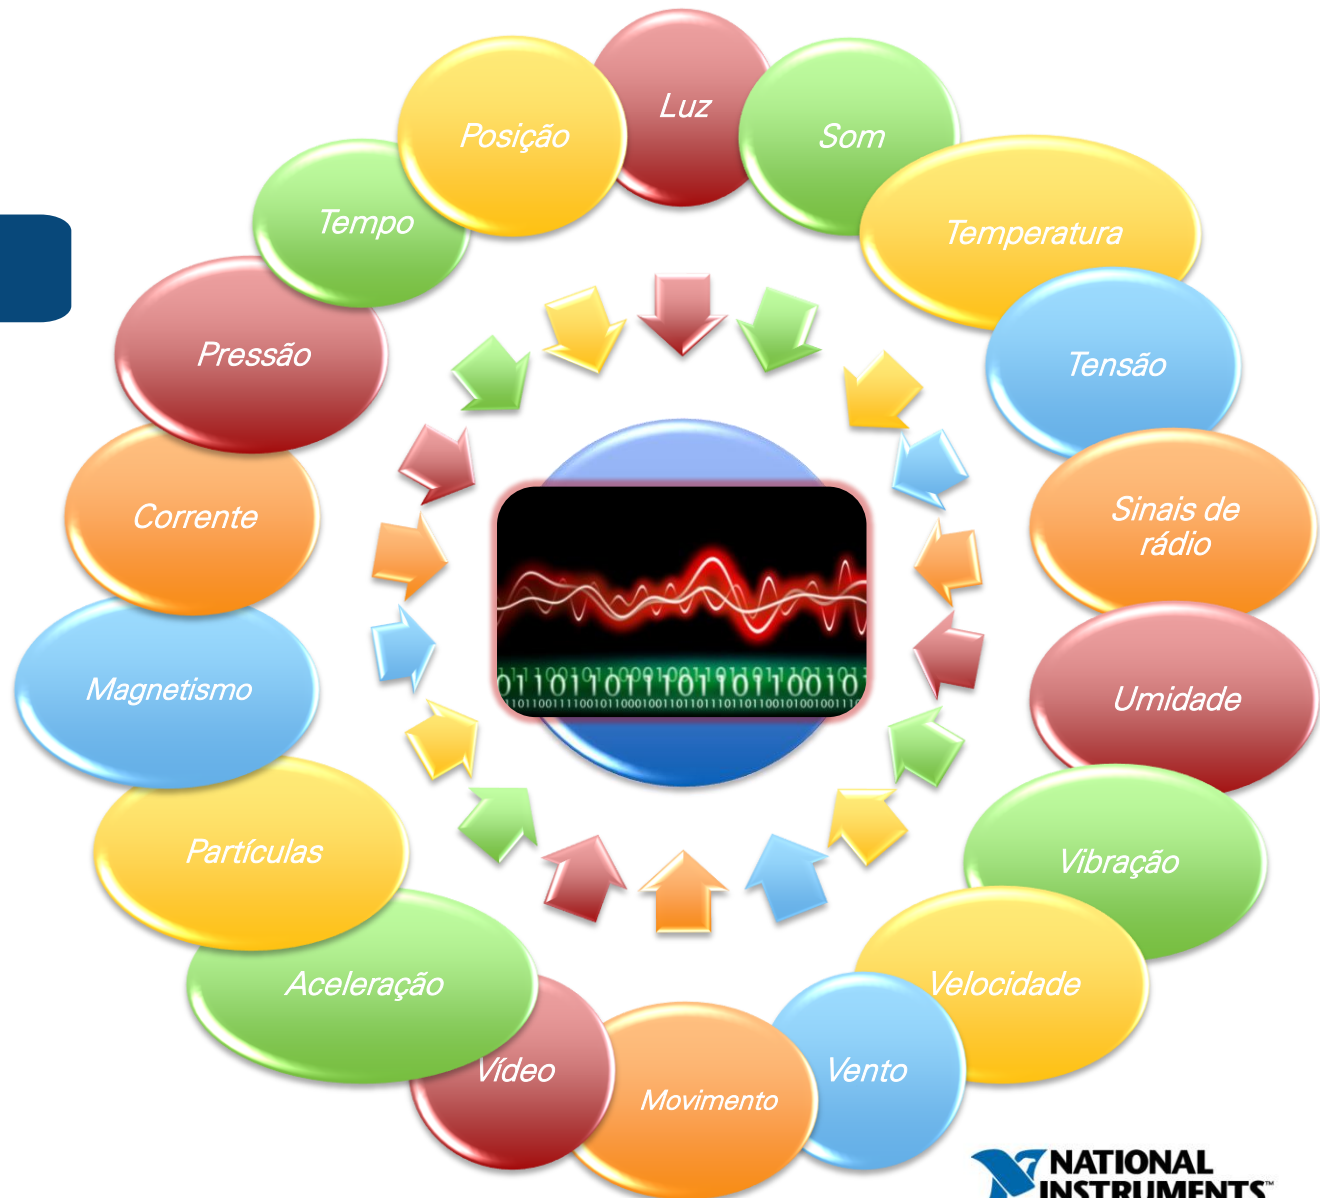 Luz
Som
Temperatura
Tensão
Sinais de
rádio
Umidade
Vibração
Velocidade
Vento
Movimento
Vídeo
Aceleração
Partículas
Magnetismo
Corrente
Pressão
Tempo
Posição
NATIONAL
INSTRUMENTS™